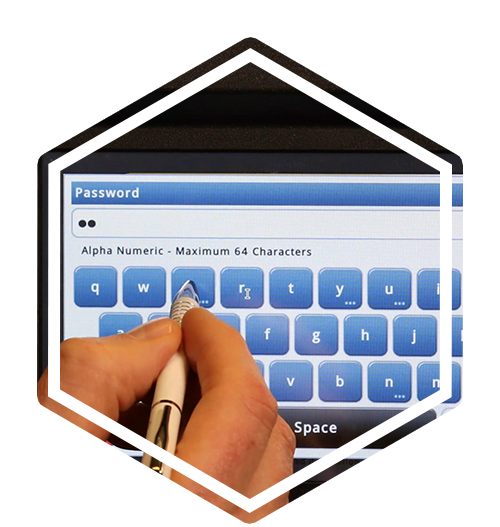 Password
●●
Alpha Numeric - Maximum 64 Characters
q w ... r t y... u... i
a f g h j
v b n... m
Space